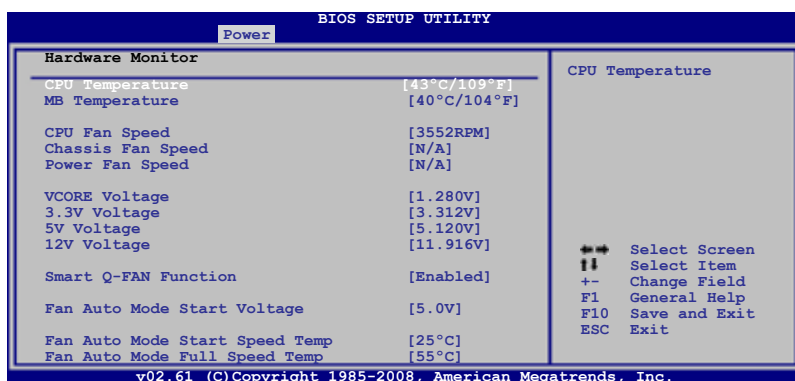 BIOS SETUP UTILITY
Power
Hardware Monitor
CPU Temperature [43°C/109°F]
MB Temperature [40°C/104°F]
CPU Fan Speed [3552RPM]
Chassis Fan Speed [N/A]
Power Fan Speed [N/A]
VCORE Voltage [1.280V]
3.3V Voltage [3.312V]
5V Voltage [5.120V]
12V Voltage [11.916V]
Smart Q-FAN Function [Enabled]
Fan Auto Mode Start Voltage [5.0V]
Fan Auto Mode Start Speed Temp [25°C]
Fan Auto Mode Full Speed Temp [55°C]
CPU Temperature
←→ Select Screen
↑↓ Select Item
+- Change Field
F1 General Help
F10 Save and Exit
ESC Exit
v02.61 (C)Copyright 1985-2008, American Megatrends, Inc.